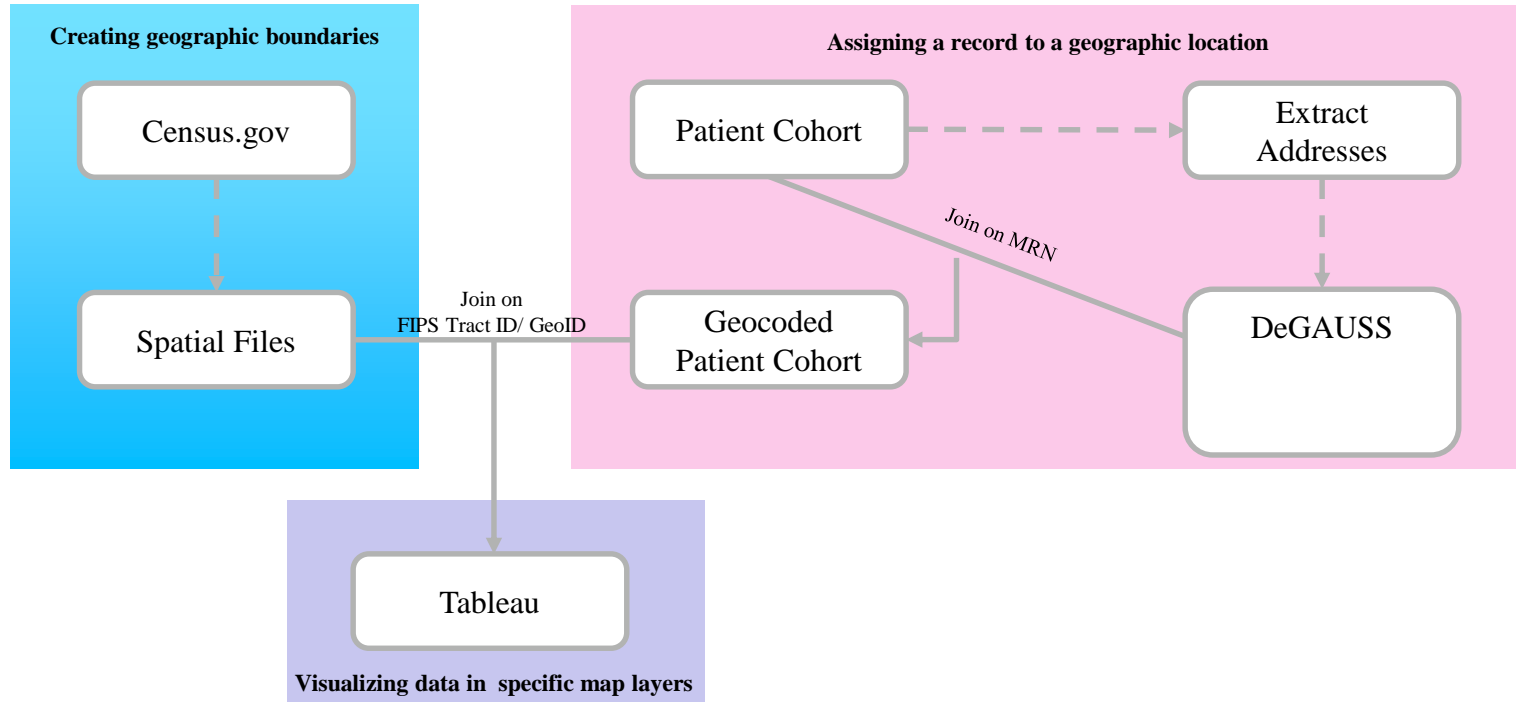 Creating geographic boundaries
Census.gov
Spatial Files
Join on
FIPS Tract ID/ GeoID
Assigning a record to a geographic location
Patient Cohort
Extract
Addresses
Join on MRN
Geocoded
Patient Cohort
DeGAUSS
Tableau
Visualizing data in  specific map layers